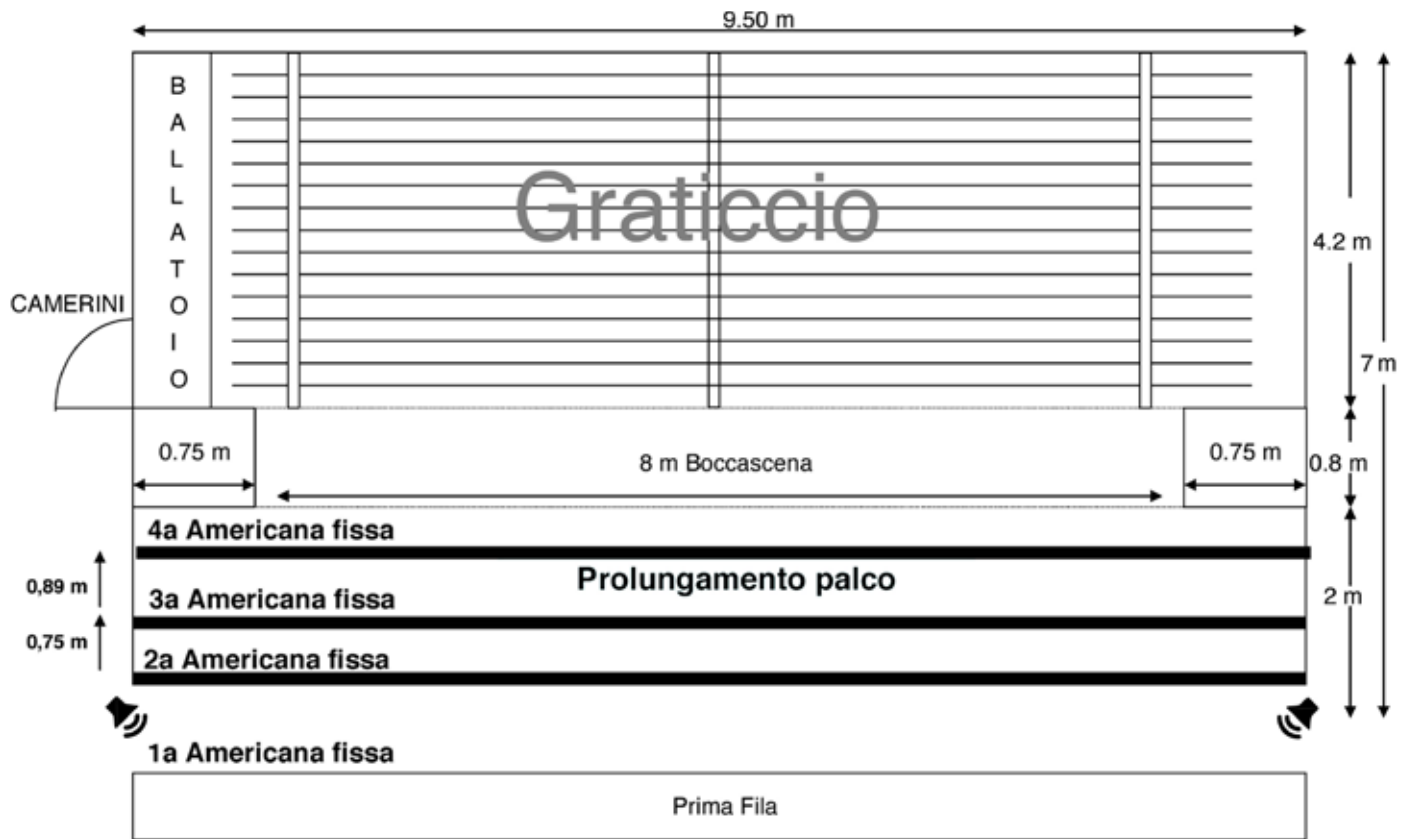 9.50 m
B
A
L
L
A
T
O
I
O
Graticcio
4.2 m
CAMERINI
7 m
0.75 m
8 m Boccascena
0.75 m
0.8 m
4a Americana fissa
Prolungamento palco
0,89 m
3a Americana fissa
2 m
0,75 m
2a Americana fissa
1a Americana fissa
Prima Fila